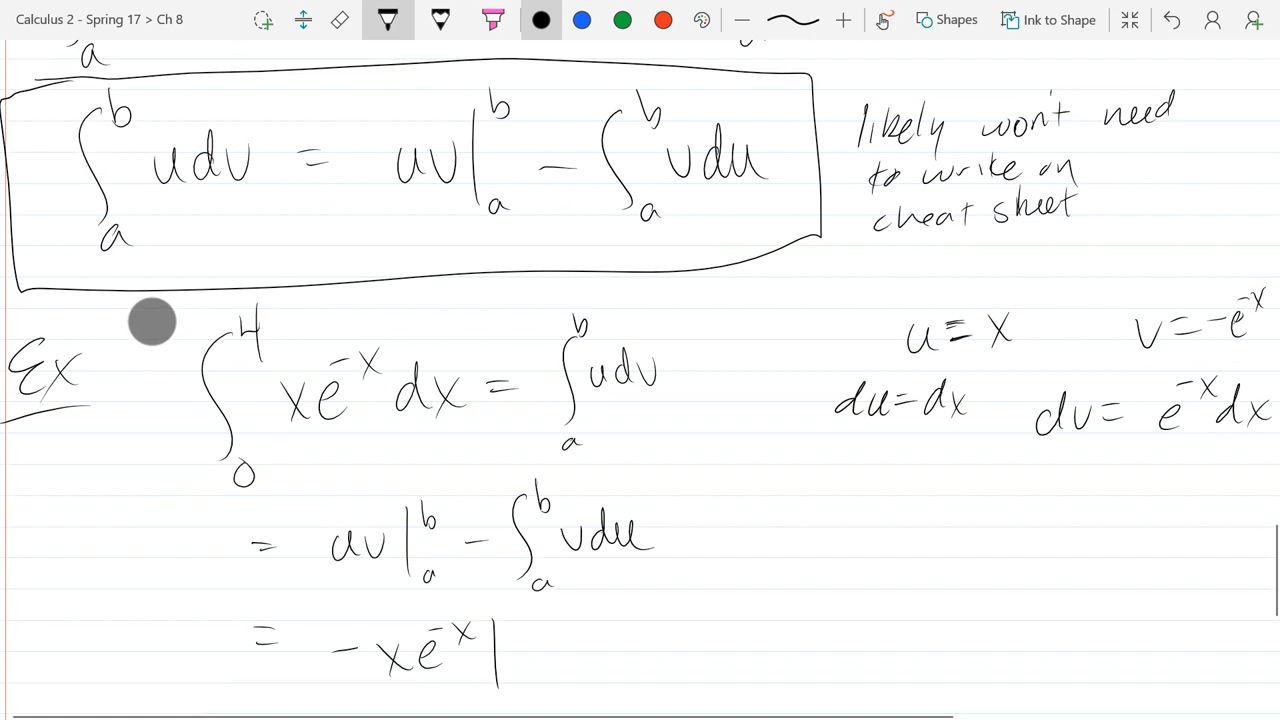 Calculus 2 - Spring 17 > Ch 8
Shapes
Ink to Shape
a
∫_a^b u dv = uv|_a^b - ∫_a^b v du
likely won't need
to write on
cheat sheet
Ex
∫_0^4 xe^{-x} dx = ∫_a^b u dv
u = x
v = -e^{-x}
du = dx
dv = e^{-x} dx
= uv|_a^b - ∫_a^b v du
= -xe^{-x}|